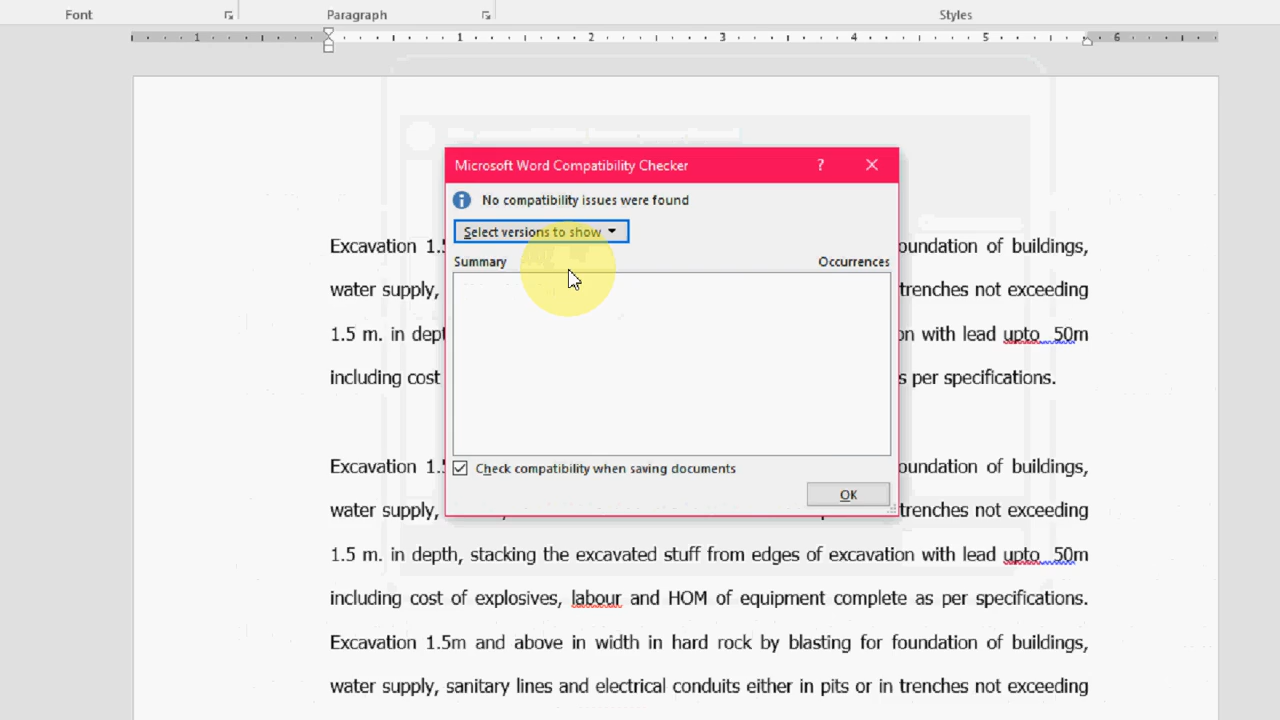 Font Paragraph Styles
1 1 2 3 4 5 6
Microsoft Word Compatibility Checker ?
No compatibility issues were found
Select versions to show
Summary Occurrences
Check compatibility when saving documents
OK
Excavation 1. oundation of buildings,
water supply, trenches not exceeding
1.5 m. in dept on with lead upto 50m
including cost s per specifications.
Excavation 1. oundation of buildings,
water supply, trenches not exceeding
1.5 m. in depth, stacking the excavated stuff from edges of excavation with lead upto 50m
including cost of explosives, labour and HOM of equipment complete as per specifications.
Excavation 1.5m and above in width in hard rock by blasting for foundation of buildings,
water supply, sanitary lines and electrical conduits either in pits or in trenches not exceeding